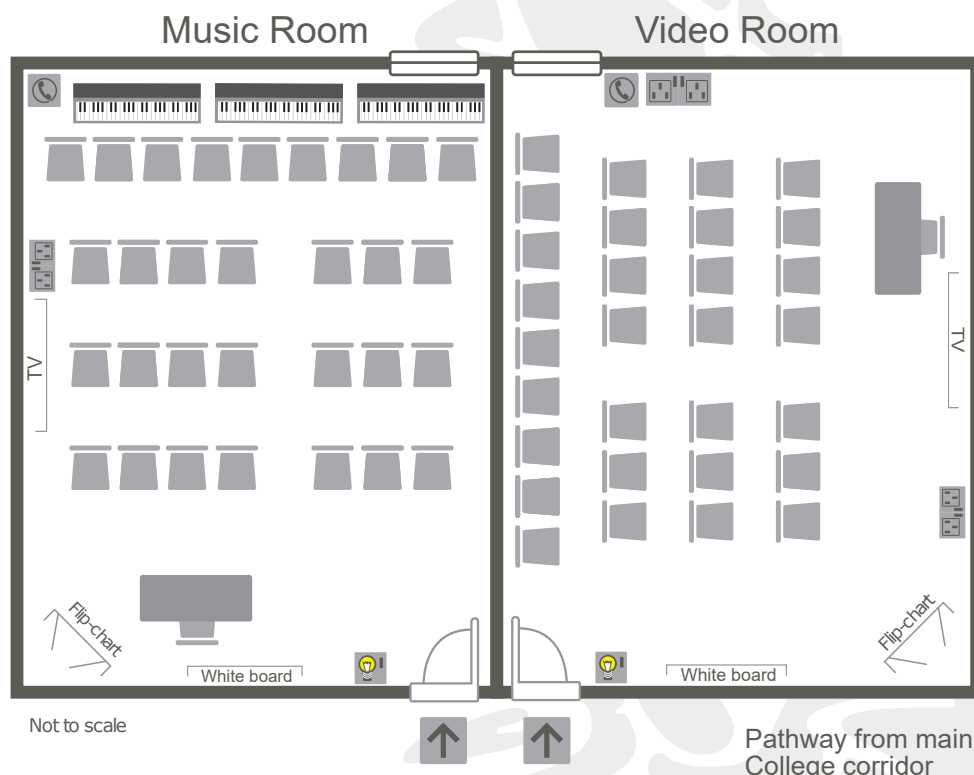 Music Room
Video Room
TV
TV
Flip-chart
Flip-chart
White board
White board
Not to scale
Pathway from main
College corridor